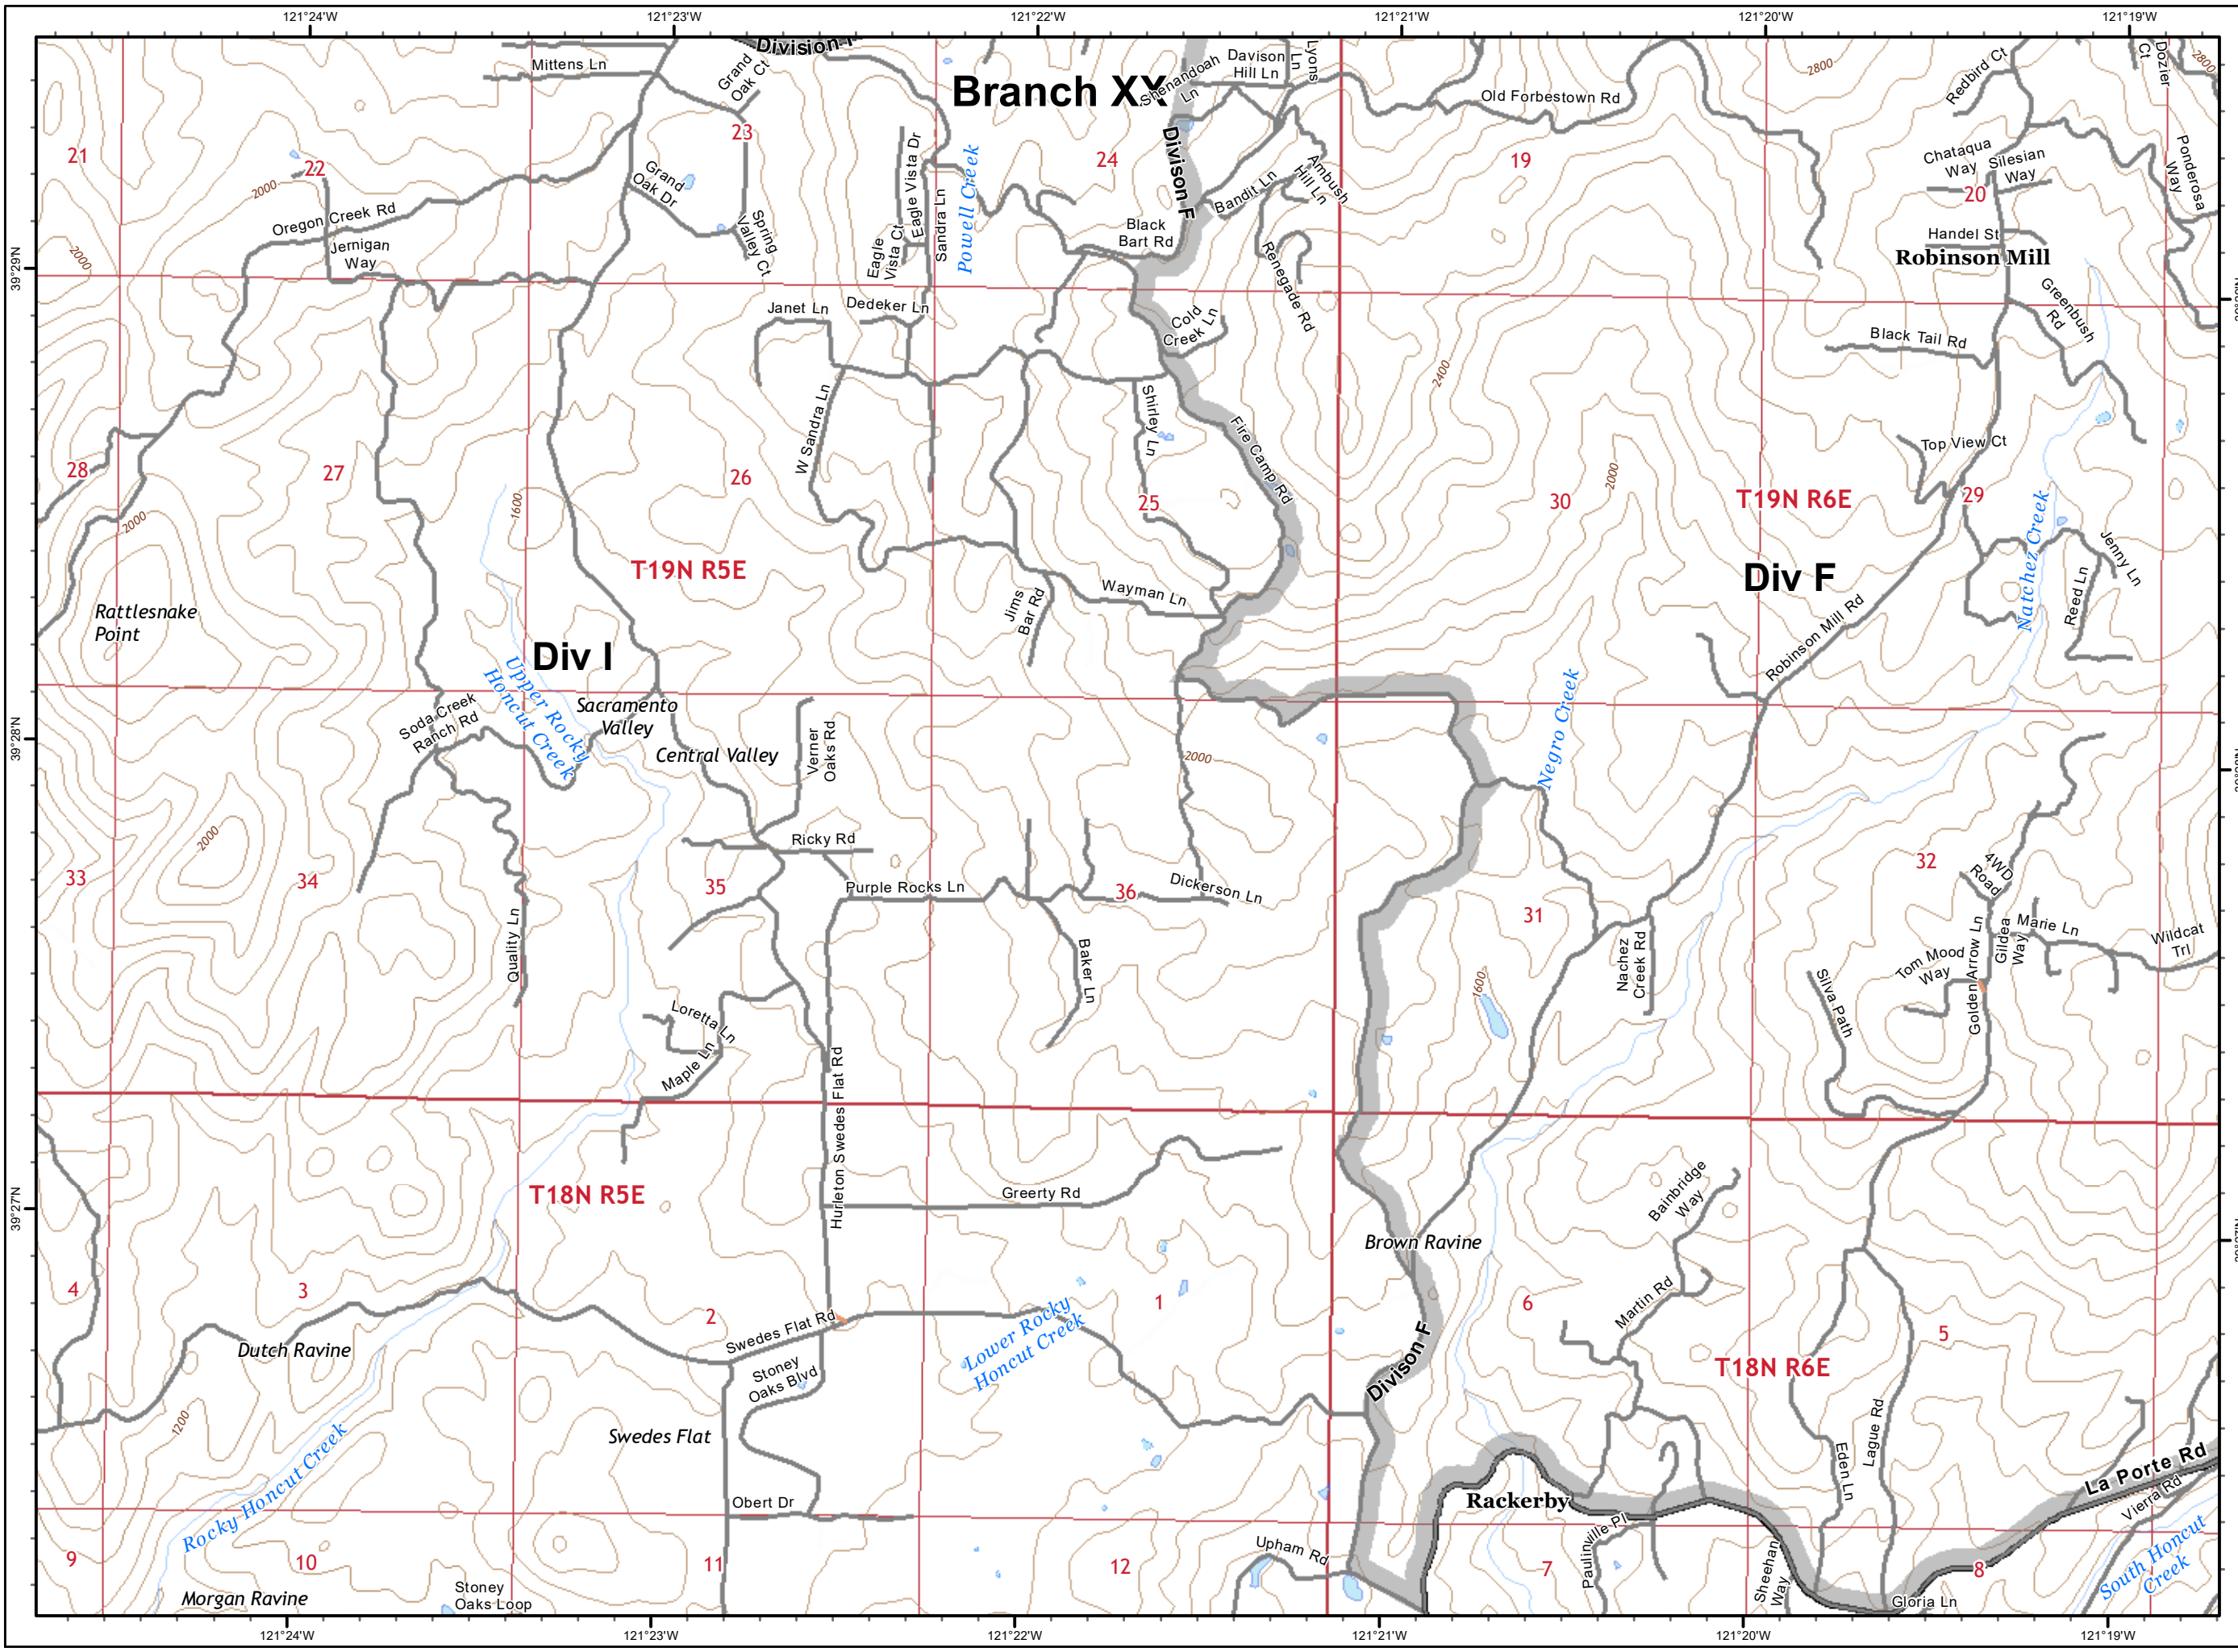 121°24'W
121°23'W
121°22'W
121°21'W
121°20'W
121°19'W
Division I
Mittens Ln
Grand
Oak Ct
Branch XX
Shenandoah
Ln
Davison
Hill Ln
Lyons
Ln
Old Forbestown Rd
2800
Redbird Ct
Dozier
Ct
2800
21
22
23
24
19
20
2000
Oregon Creek Rd
Jernigan
Way
2000
Grand
Oak Dr
Spring
Valley Ct
Eagle Vista Dr
Eagle
Vista Ct
Sandra Ln
Powell Creek
Divison F
Black
Bart Rd
Bandit Ln
Ambush
Hill Ln
Renegade Rd
Chataqua
Way
Silesian
Way
Ponderosa
Way
Handel St
Robinson Mill
Greenbush
Rd
39°29'N
Janet Ln
Dedeker Ln
Cold
Creek Ln
Black Tail Rd
2400
W Sandra Ln
Shirley Ln
Fire Camp Rd
Top View Ct
28
27
26
25
30
29
2000
1600
2000
T19N R5E
T19N R6E
Natchez Creek
Jenny Ln
Reed Ln
Rattlesnake
Point
Div I
Div F
Jims
Bar Rd
Wayman Ln
Robinson Mill Rd
Upper Rocky
Honcut Creek
Soda Creek
Ranch Rd
Sacramento
Valley
Central Valley
Verner
Oaks Rd
Negro Creek
39°28'N
2000
2000
Ricky Rd
33
34
35
36
31
32
Purple Rocks Ln
Dickerson Ln
4WD
Road
Quality Ln
Baker Ln
Nachez
Creek Rd
1600
Silva Path
Tom Mood
Way
Golden Arrow Ln
Gildea
Way
Marie Ln
Wildcat
Trl
Loretta Ln
Maple Ln
Hurleton Swedes Flat Rd
39°27'N
T18N R5E
Greerty Rd
Bainbridge
Way
Brown Ravine
4
3
2
1
6
5
Dutch Ravine
Swedes Flat Rd
Stoney
Oaks Blvd
Lower Rocky
Honcut Creek
Divison F
Martin Rd
T18N R6E
1200
Swedes Flat
Lague Rd
Eden Ln
La Porte Rd
Vierra Rd
Rocky Honcut Creek
Obert Dr
Rackerby
Paulinville Pl
Upham Rd
Sheehan
Way
South Honcut
Creek
9
10
11
12
7
8
Morgan Ravine
Stoney
Oaks Loop
Gloria Ln
121°24'W
121°23'W
121°22'W
121°21'W
121°20'W
121°19'W